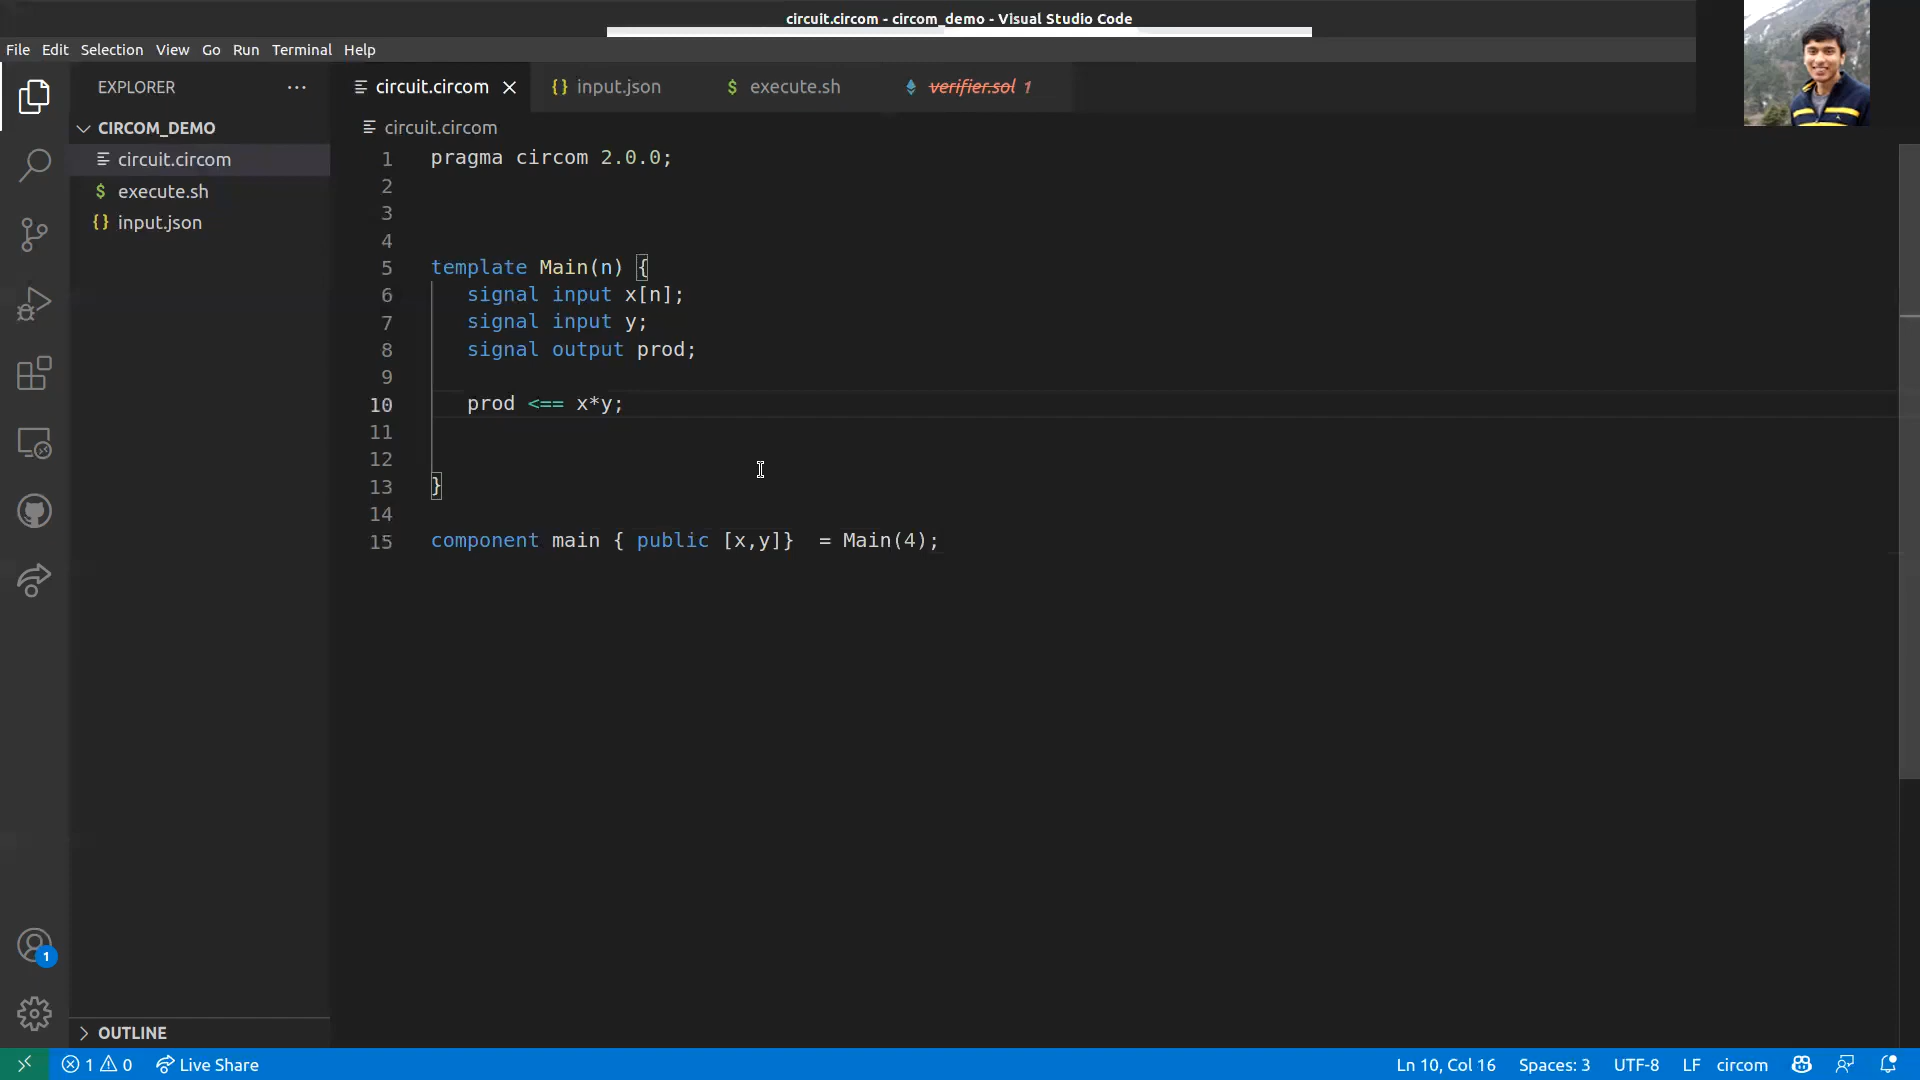 circuit.circom - circom_demo - Visual Studio Code
File Edit Selection View Go Run Terminal Help
EXPLORER ...
circuit.circom
input.json
execute.sh
verifier.sol 1
CIRCOM_DEMO
circuit.circom
execute.sh
input.json
circuit.circom
1 pragma circom 2.0.0;
2
3
4
5 template Main(n) {
6 signal input x[n];
7 signal input y;
8 signal output prod;
9
10 prod <== x*y;
11
12
13 }
14
15 component main { public [x,y]}  = Main(4);
1
OUTLINE
1 0 Live Share Ln 10, Col 16 Spaces: 3 UTF-8 LF circom